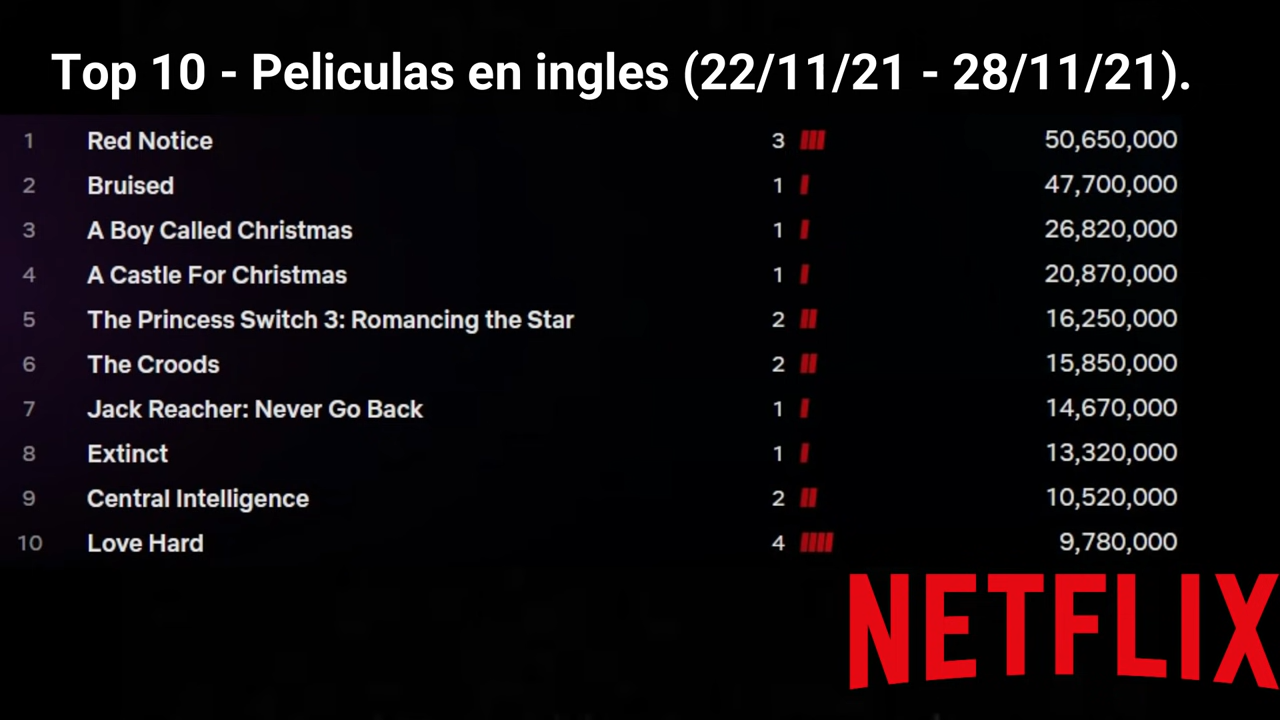 Top 10 - Peliculas en ingles (22/11/21 - 28/11/21).
1 Red Notice 3 50,650,000
2 Bruised 1 47,700,000
3 A Boy Called Christmas 1 26,820,000
4 A Castle For Christmas 1 20,870,000
5 The Princess Switch 3: Romancing the Star 2 16,250,000
6 The Croods 2 15,850,000
7 Jack Reacher: Never Go Back 1 14,670,000
8 Extinct 1 13,320,000
9 Central Intelligence 2 10,520,000
10 Love Hard 4 9,780,000
NETFLIX